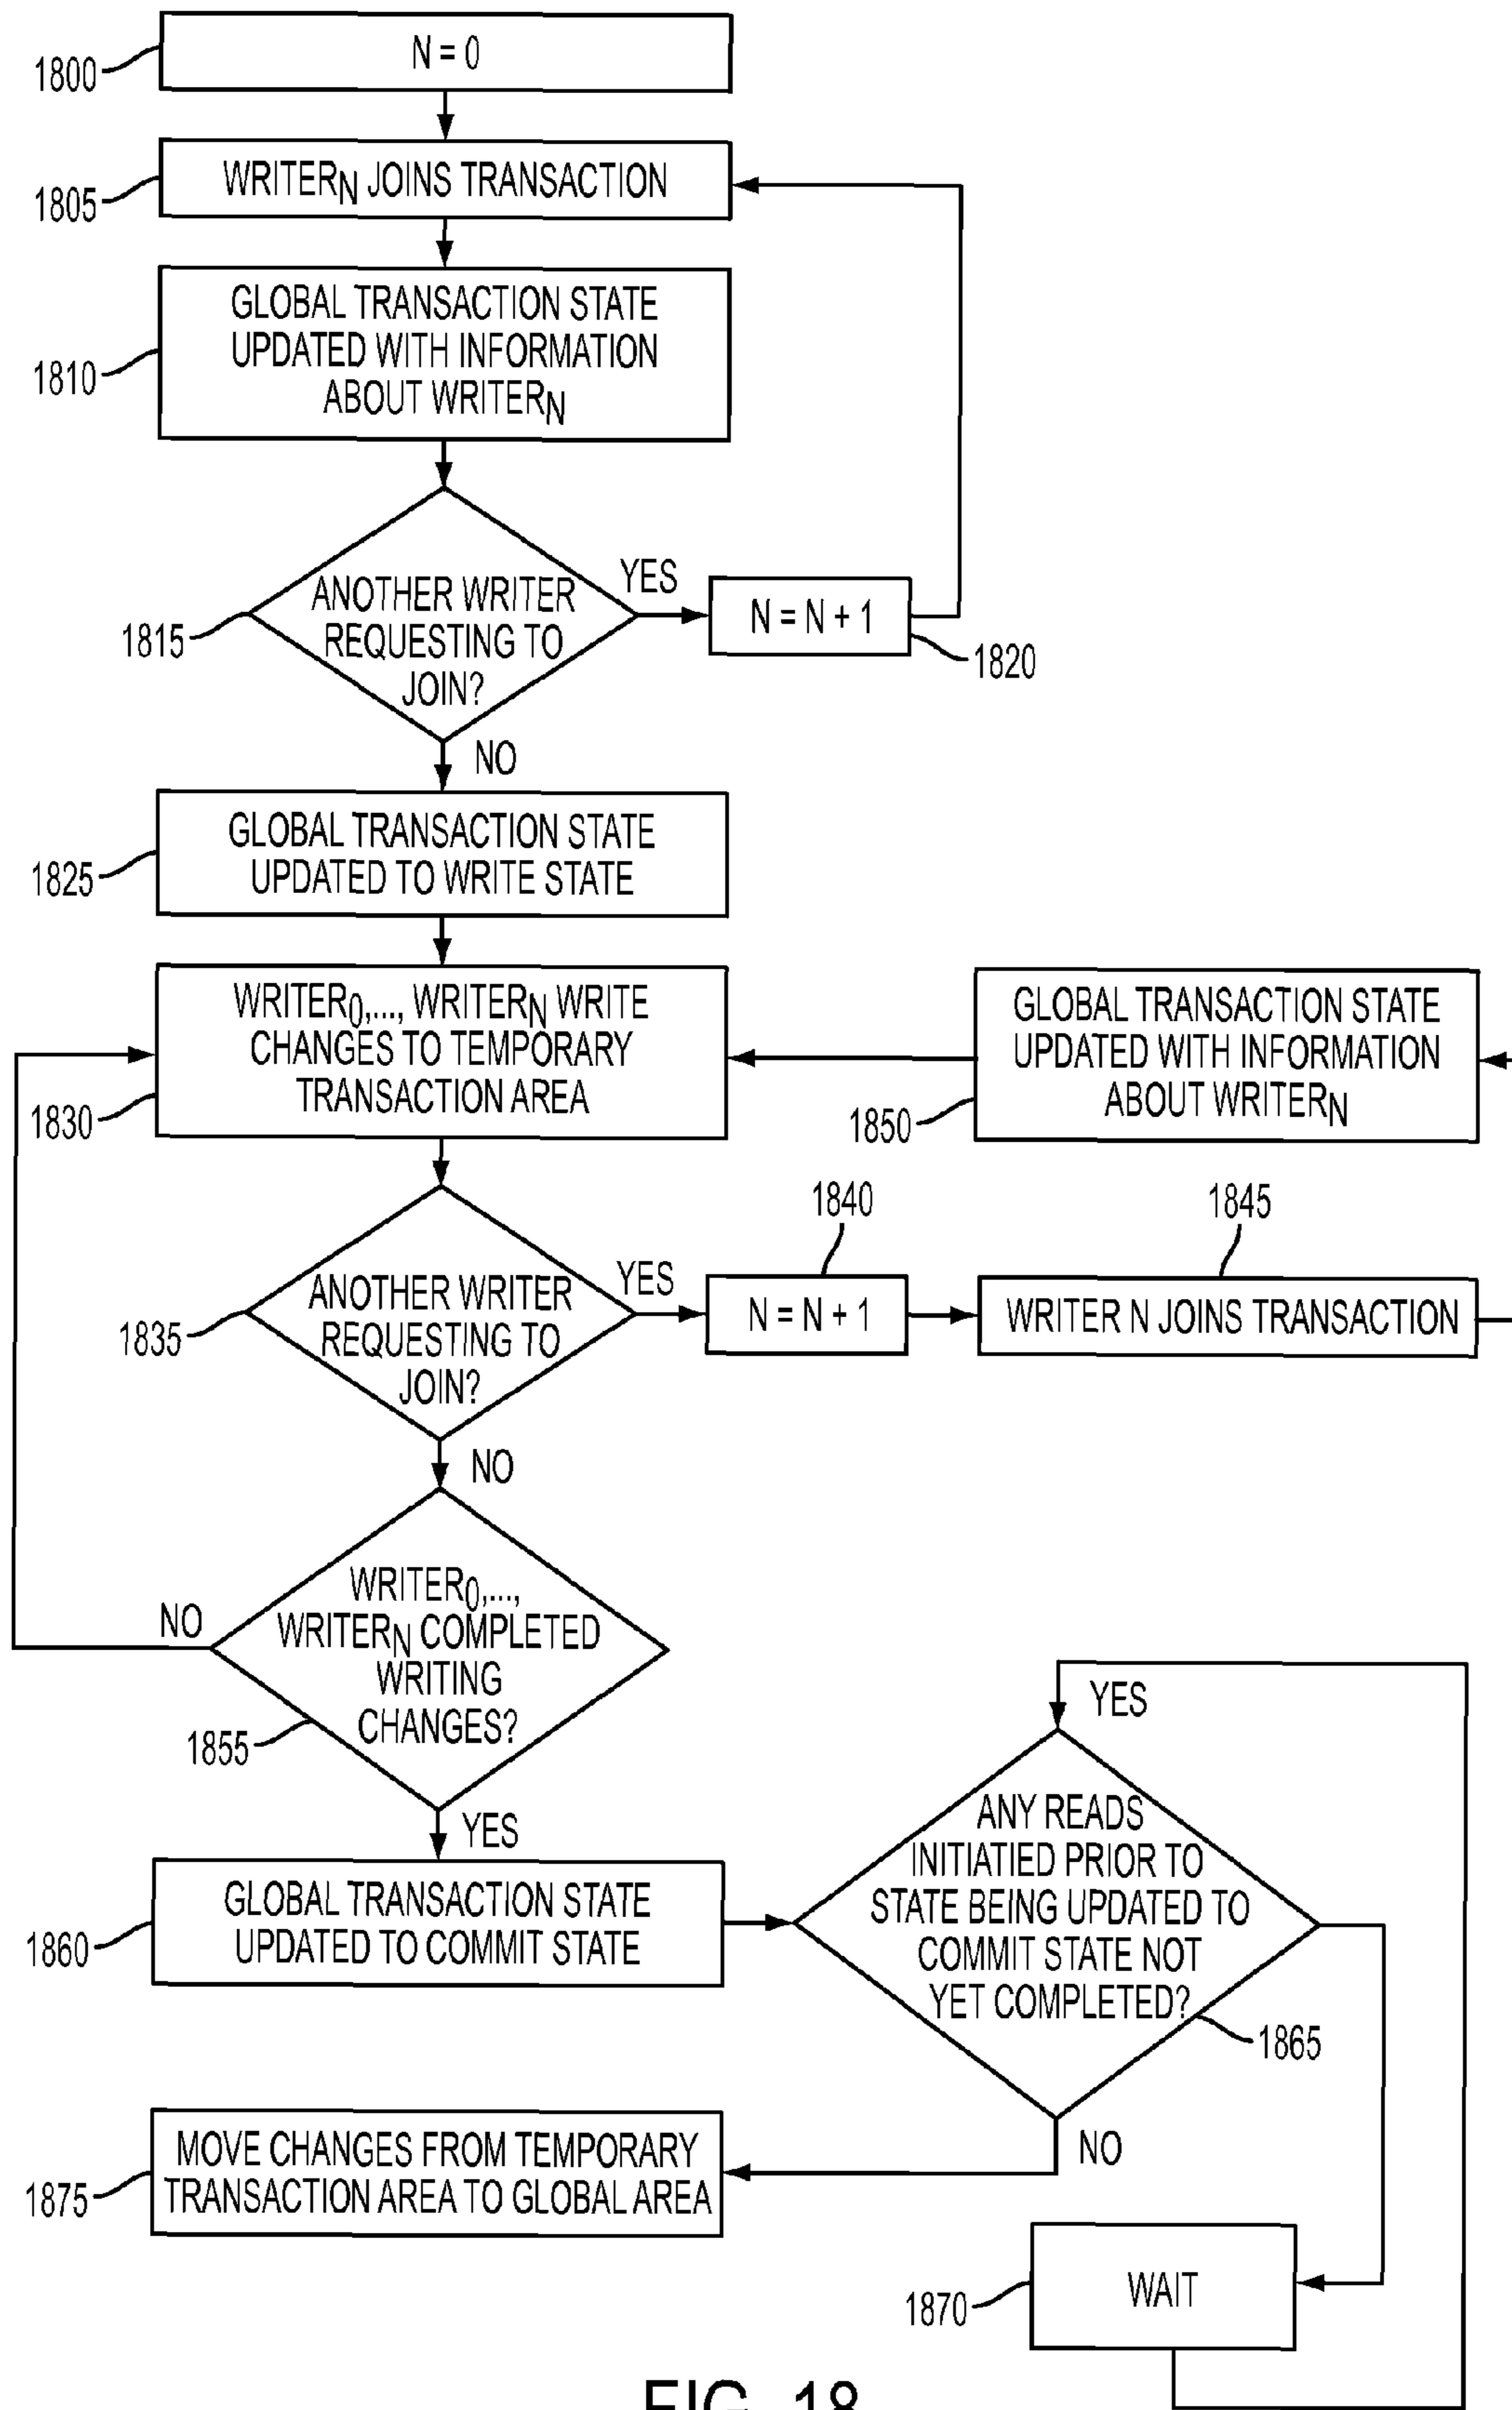 N = 0
1800
WRITERN JOINS TRANSACTION
1805
GLOBAL TRANSACTION STATE
UPDATED WITH INFORMATION
ABOUT WRITERN
1810
ANOTHER WRITER
REQUESTING TO
JOIN?
1815
YES
N = N + 1
1820
NO
GLOBAL TRANSACTION STATE
UPDATED TO WRITE STATE
1825
WRITER0,..., WRITERN WRITE
CHANGES TO TEMPORARY
TRANSACTION AREA
1830
GLOBAL TRANSACTION STATE
UPDATED WITH INFORMATION
ABOUT WRITERN
1850
ANOTHER WRITER
REQUESTING TO
JOIN?
1835
YES
1840
N = N + 1
1845
WRITER N JOINS TRANSACTION
NO
WRITER0,...,
WRITERN COMPLETED
WRITING
CHANGES?
1855
NO
YES
GLOBAL TRANSACTION STATE
UPDATED TO COMMIT STATE
1860
YES
ANY READS
INITIATIED PRIOR TO
STATE BEING UPDATED TO
COMMIT STATE NOT
YET COMPLETED?
1865
NO
MOVE CHANGES FROM TEMPORARY
TRANSACTION AREA TO GLOBAL AREA
1875
WAIT
1870
FIG. 18